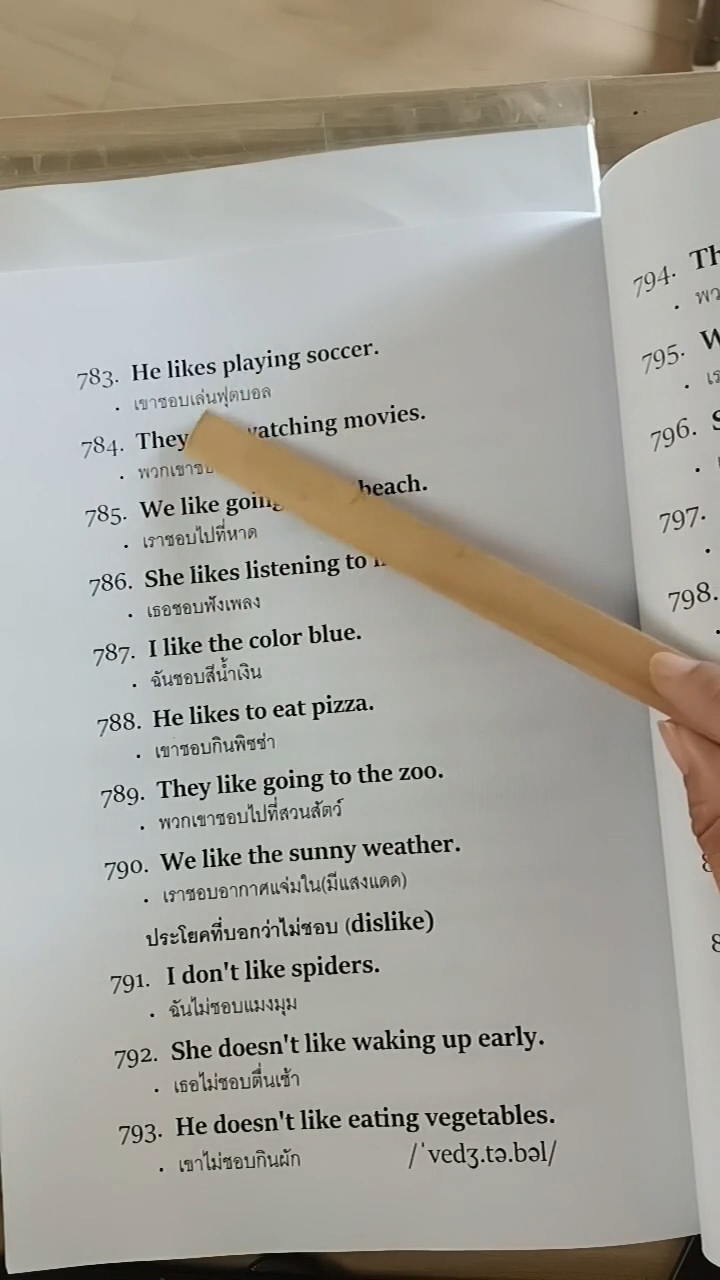 783. He likes playing soccer.
• เขาชอบเล่นฟุตบอล
784. They watching movies.
• พวกเขา
785. We like going beach.
• เราชอบไปที่หาด
786. She likes listening to
• เธอชอบฟังเพลง
787. I like the color blue.
• ฉันชอบสีน้ำเงิน
788. He likes to eat pizza.
• เขาชอบกินพิซซ่า
789. They like going to the zoo.
• พวกเขาชอบไปที่สวนสัตว์
790. We like the sunny weather.
• เราชอบอากาศแจ่มใน(มีแสงแดด)
ประโยคที่บอกว่าไม่ชอบ (dislike)
791. I don't like spiders.
• ฉันไม่ชอบแมงมุม
792. She doesn't like waking up early.
• เธอไม่ชอบตื่นเช้า
793. He doesn't like eating vegetables.
• เขาไม่ชอบกินผัก /ˈvedʒ.tə.bəl/
794.
795.
796.
797.
798.